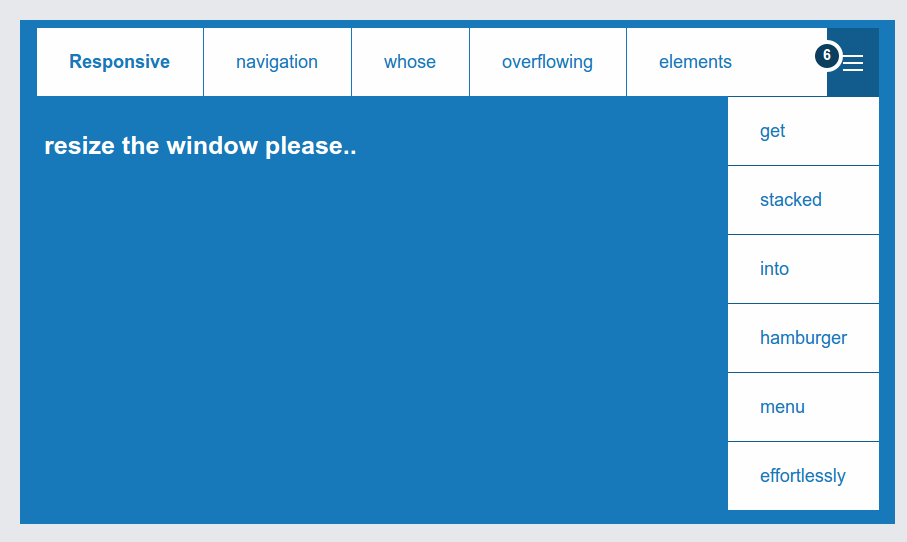 Responsive navigation whose overflowing elements 6
resize the window please..
get
stacked
into
hamburger
menu
effortlessly